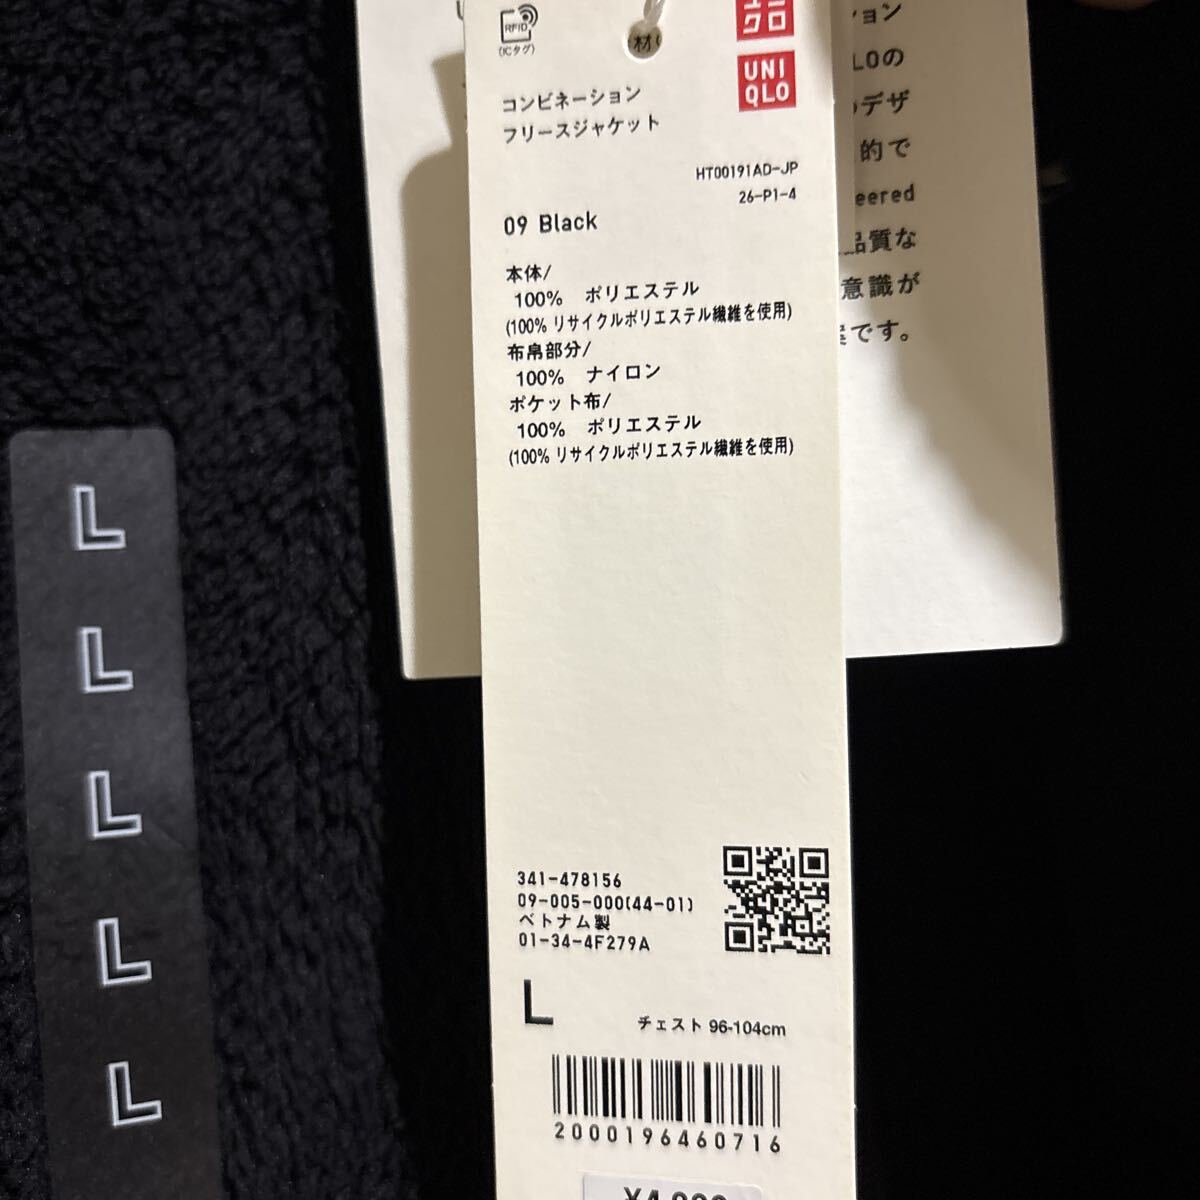 RFID
(ICタグ)
材
UNI
QLO
コンビネーション
フリースジャケット
HT00191AD-JP
26-P1-4
09 Black
本体/
100% ポリエステル
(100% リサイクルポリエステル繊維を使用)
布帛部分/
100% ナイロン
ポケット布/
100% ポリエステル
(100% リサイクルポリエステル繊維を使用)
341-478156
09-005-000(44-01)
ベトナム製
01-34-4F279A
L
チェスト 96-104cm
2000196460716
ョン
LOの
デザ
的で
eered
品質な
意識が
です。
L
L
L
L
L